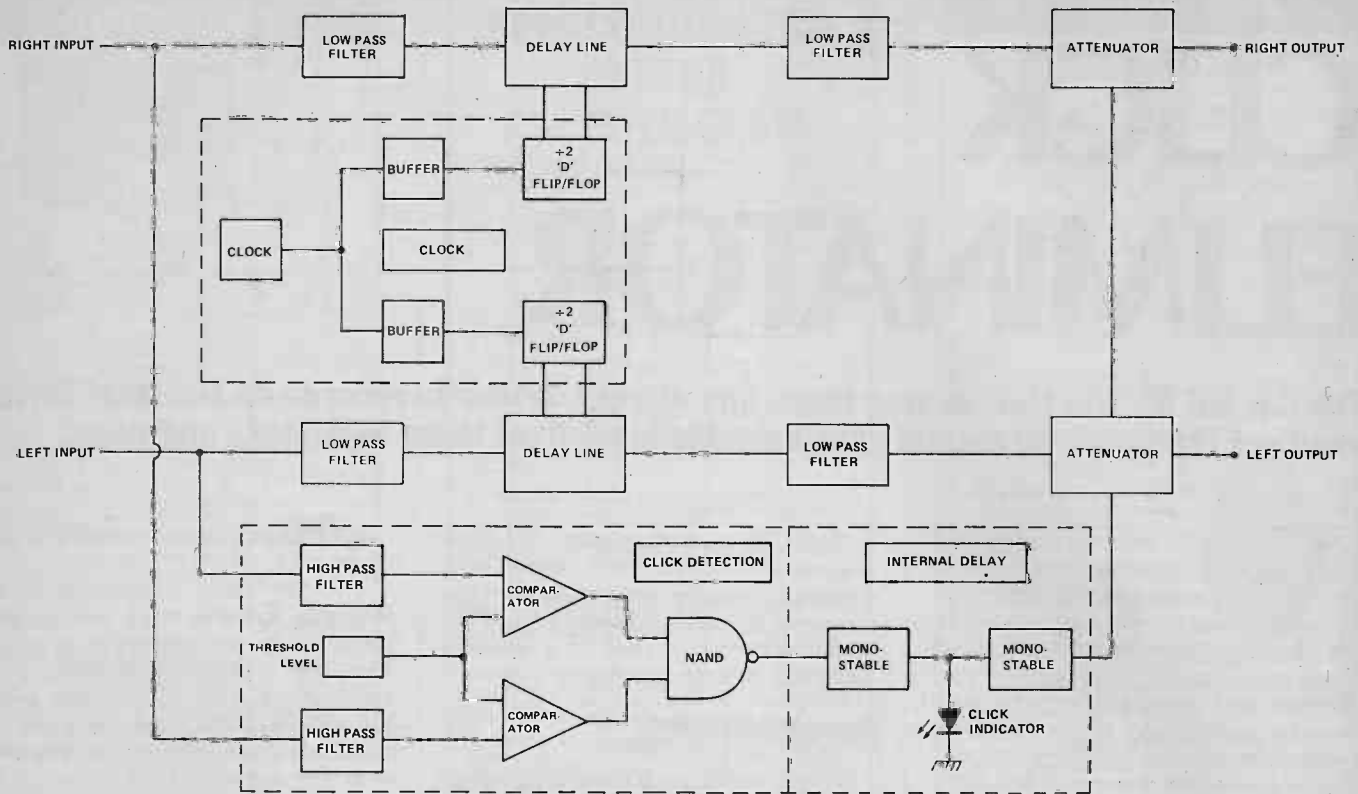 RIGHT INPUT
LOW PASS
FILTER
DELAY LINE
LOW PASS
FILTER
ATTENUATOR
RIGHT OUTPUT
BUFFER
÷2
'D'
FLIP/FLOP
CLOCK
CLOCK
BUFFER
÷2
'D'
FLIP/FLOP
LEFT INPUT
LOW PASS
FILTER
DELAY LINE
LOW PASS
FILTER
ATTENUATOR
LEFT OUTPUT
HIGH PASS
FILTER
COMPAR-
ATOR
CLICK DETECTION
INTERNAL DELAY
THRESHOLD
LEVEL
NAND
MONO-
STABLE
MONO-
STABLE
HIGH PASS
FILTER
COMPAR-
ATOR
CLICK
INDICATOR